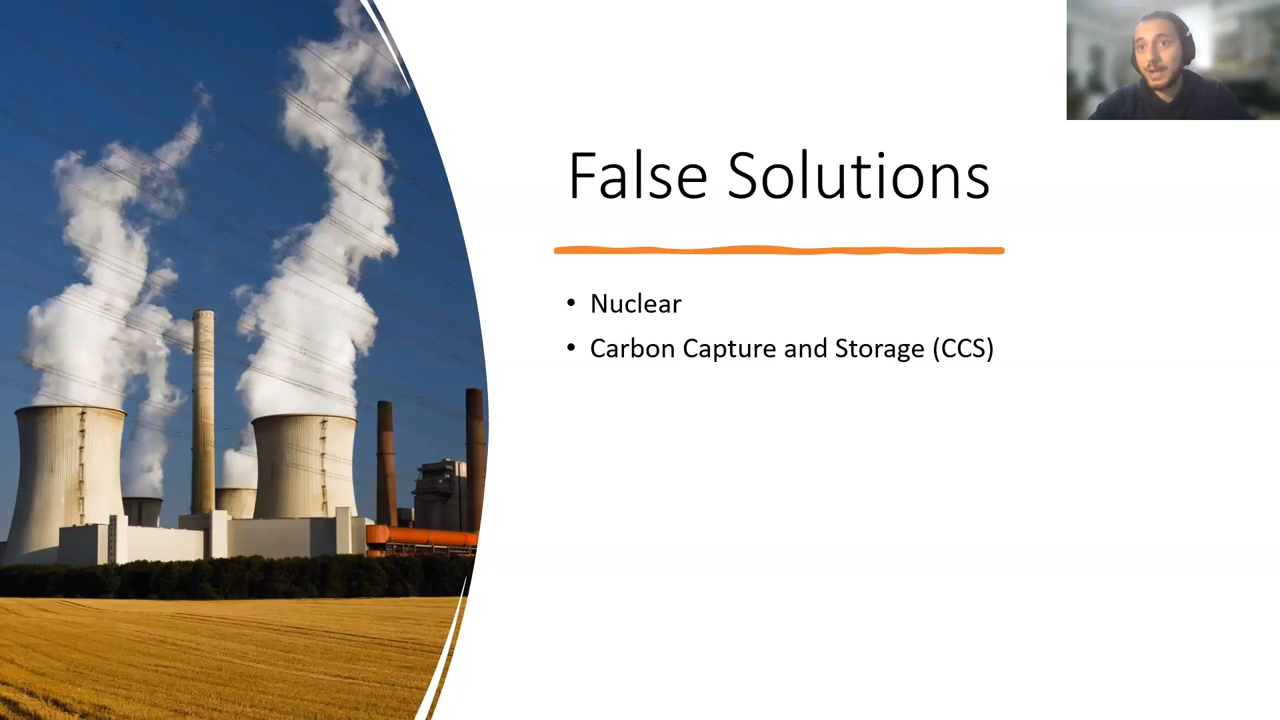 False Solutions
• Nuclear
• Carbon Capture and Storage (CCS)